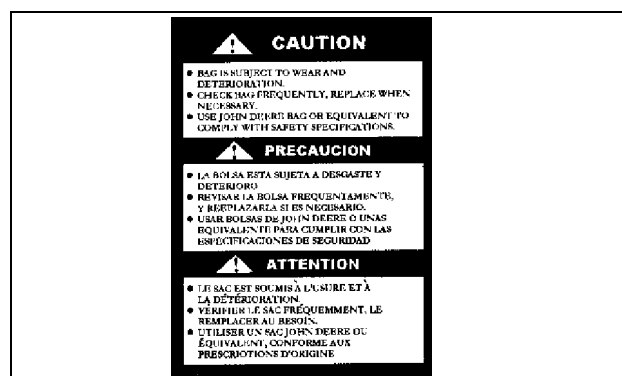 CAUTION
● BAG IS SUBJECT TO WEAR AND
DETERIORATION.
● CHECK BAG FREQUENTLY, REPLACE WHEN
NECESSARY.
● USE JOHN DEERE BAG OR EQUIVALENT TO
COMPLY WITH SAFETY SPECIFICATIONS.
PRECAUCION
● LA BOLSA ESTA SUJETA A DESGASTE Y
DETERIORO
● REVISAR LA BOLSA FREQUENTAMENTE,
Y REEPLAZARLA SI ES NECESARIO.
● USAR BOLSAS DE JOHN DEERE O UNAS
EQUIVALENTE PARA CUMPLIR CON LAS
ESPECIFICACIONES DE SEGURIDAD
ATTENTION
● LE SAC EST SOUMIS À L'USURE ET À
LA DÉTÉRIORATION.
● VÉRIFIER LE SAC FRÉQUEMMENT, LE
REMPLACER AU BESOIN.
● UTILISER UN SAC JOHN DEERE OU
ÉQUIVALENT, CONFORME AUX
PRESCRIOTIONS D'ORIGINE